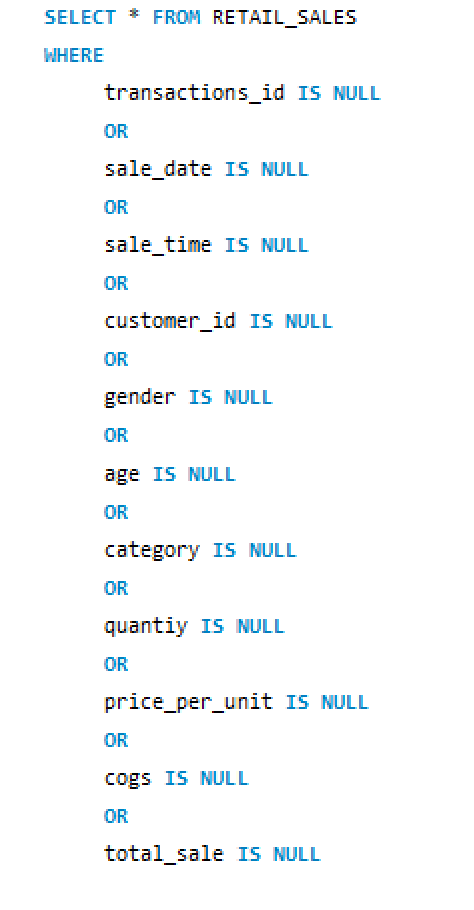 SELECT * FROM RETAIL_SALES
WHERE
transactions_id IS NULL
OR
sale_date IS NULL
OR
sale_time IS NULL
OR
customer_id IS NULL
OR
gender IS NULL
OR
age IS NULL
OR
category IS NULL
OR
quantiy IS NULL
OR
price_per_unit IS NULL
OR
cogs IS NULL
OR
total_sale IS NULL